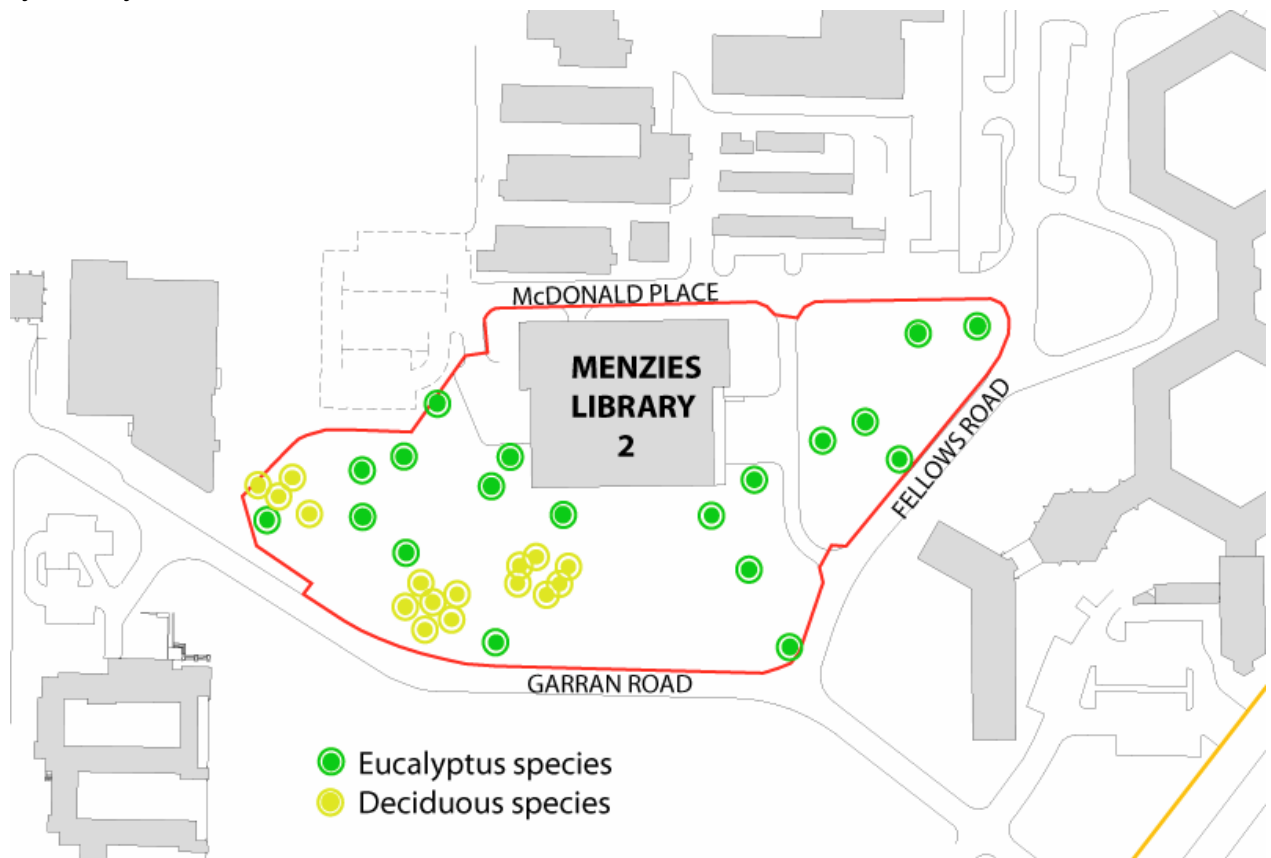 McDONALD PLACE
MENZIES
LIBRARY
2
FELLOWS ROAD
GARRAN ROAD
Eucalyptus species
Deciduous species